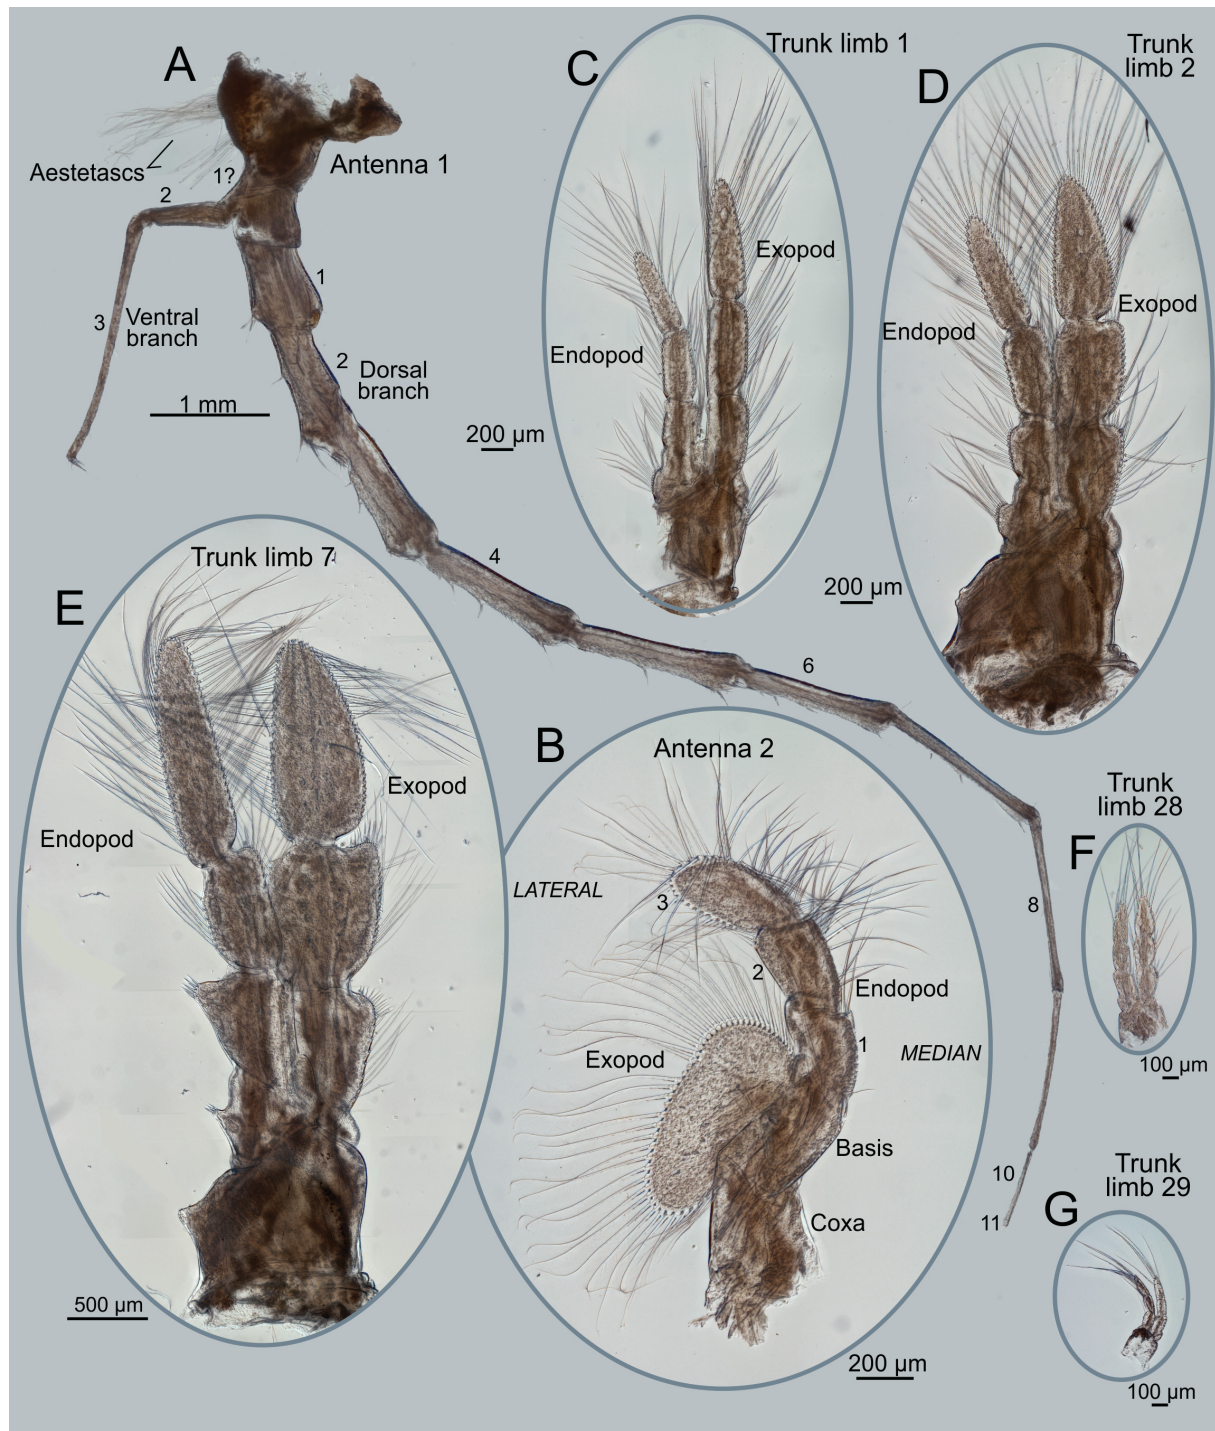 A
Aestetascs
1?
Antenna 1
2
3
Ventral
branch
1
2
Dorsal
branch
1 mm
4
6
8
10
11
C
Trunk limb 1
Exopod
Endopod
200 µm
D
Trunk
limb 2
Exopod
Endopod
200 µm
E
Trunk limb 7
Exopod
Endopod
500 µm
B
Antenna 2
LATERAL
3
2
Endopod
1
MEDIAN
Exopod
Basis
Coxa
200 µm
F
Trunk
limb 28
100 µm
G
Trunk
limb 29
100 µm